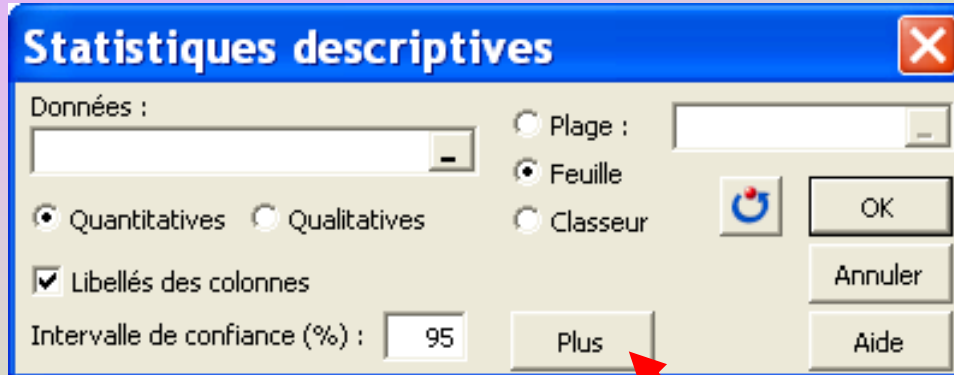 Statistiques descriptives
Données :
Plage :
Feuille
Quantitatives Qualitatives
Classeur
OK
Libellés des colonnes
Annuler
Intervalle de confiance (%) : 95
Plus
Aide